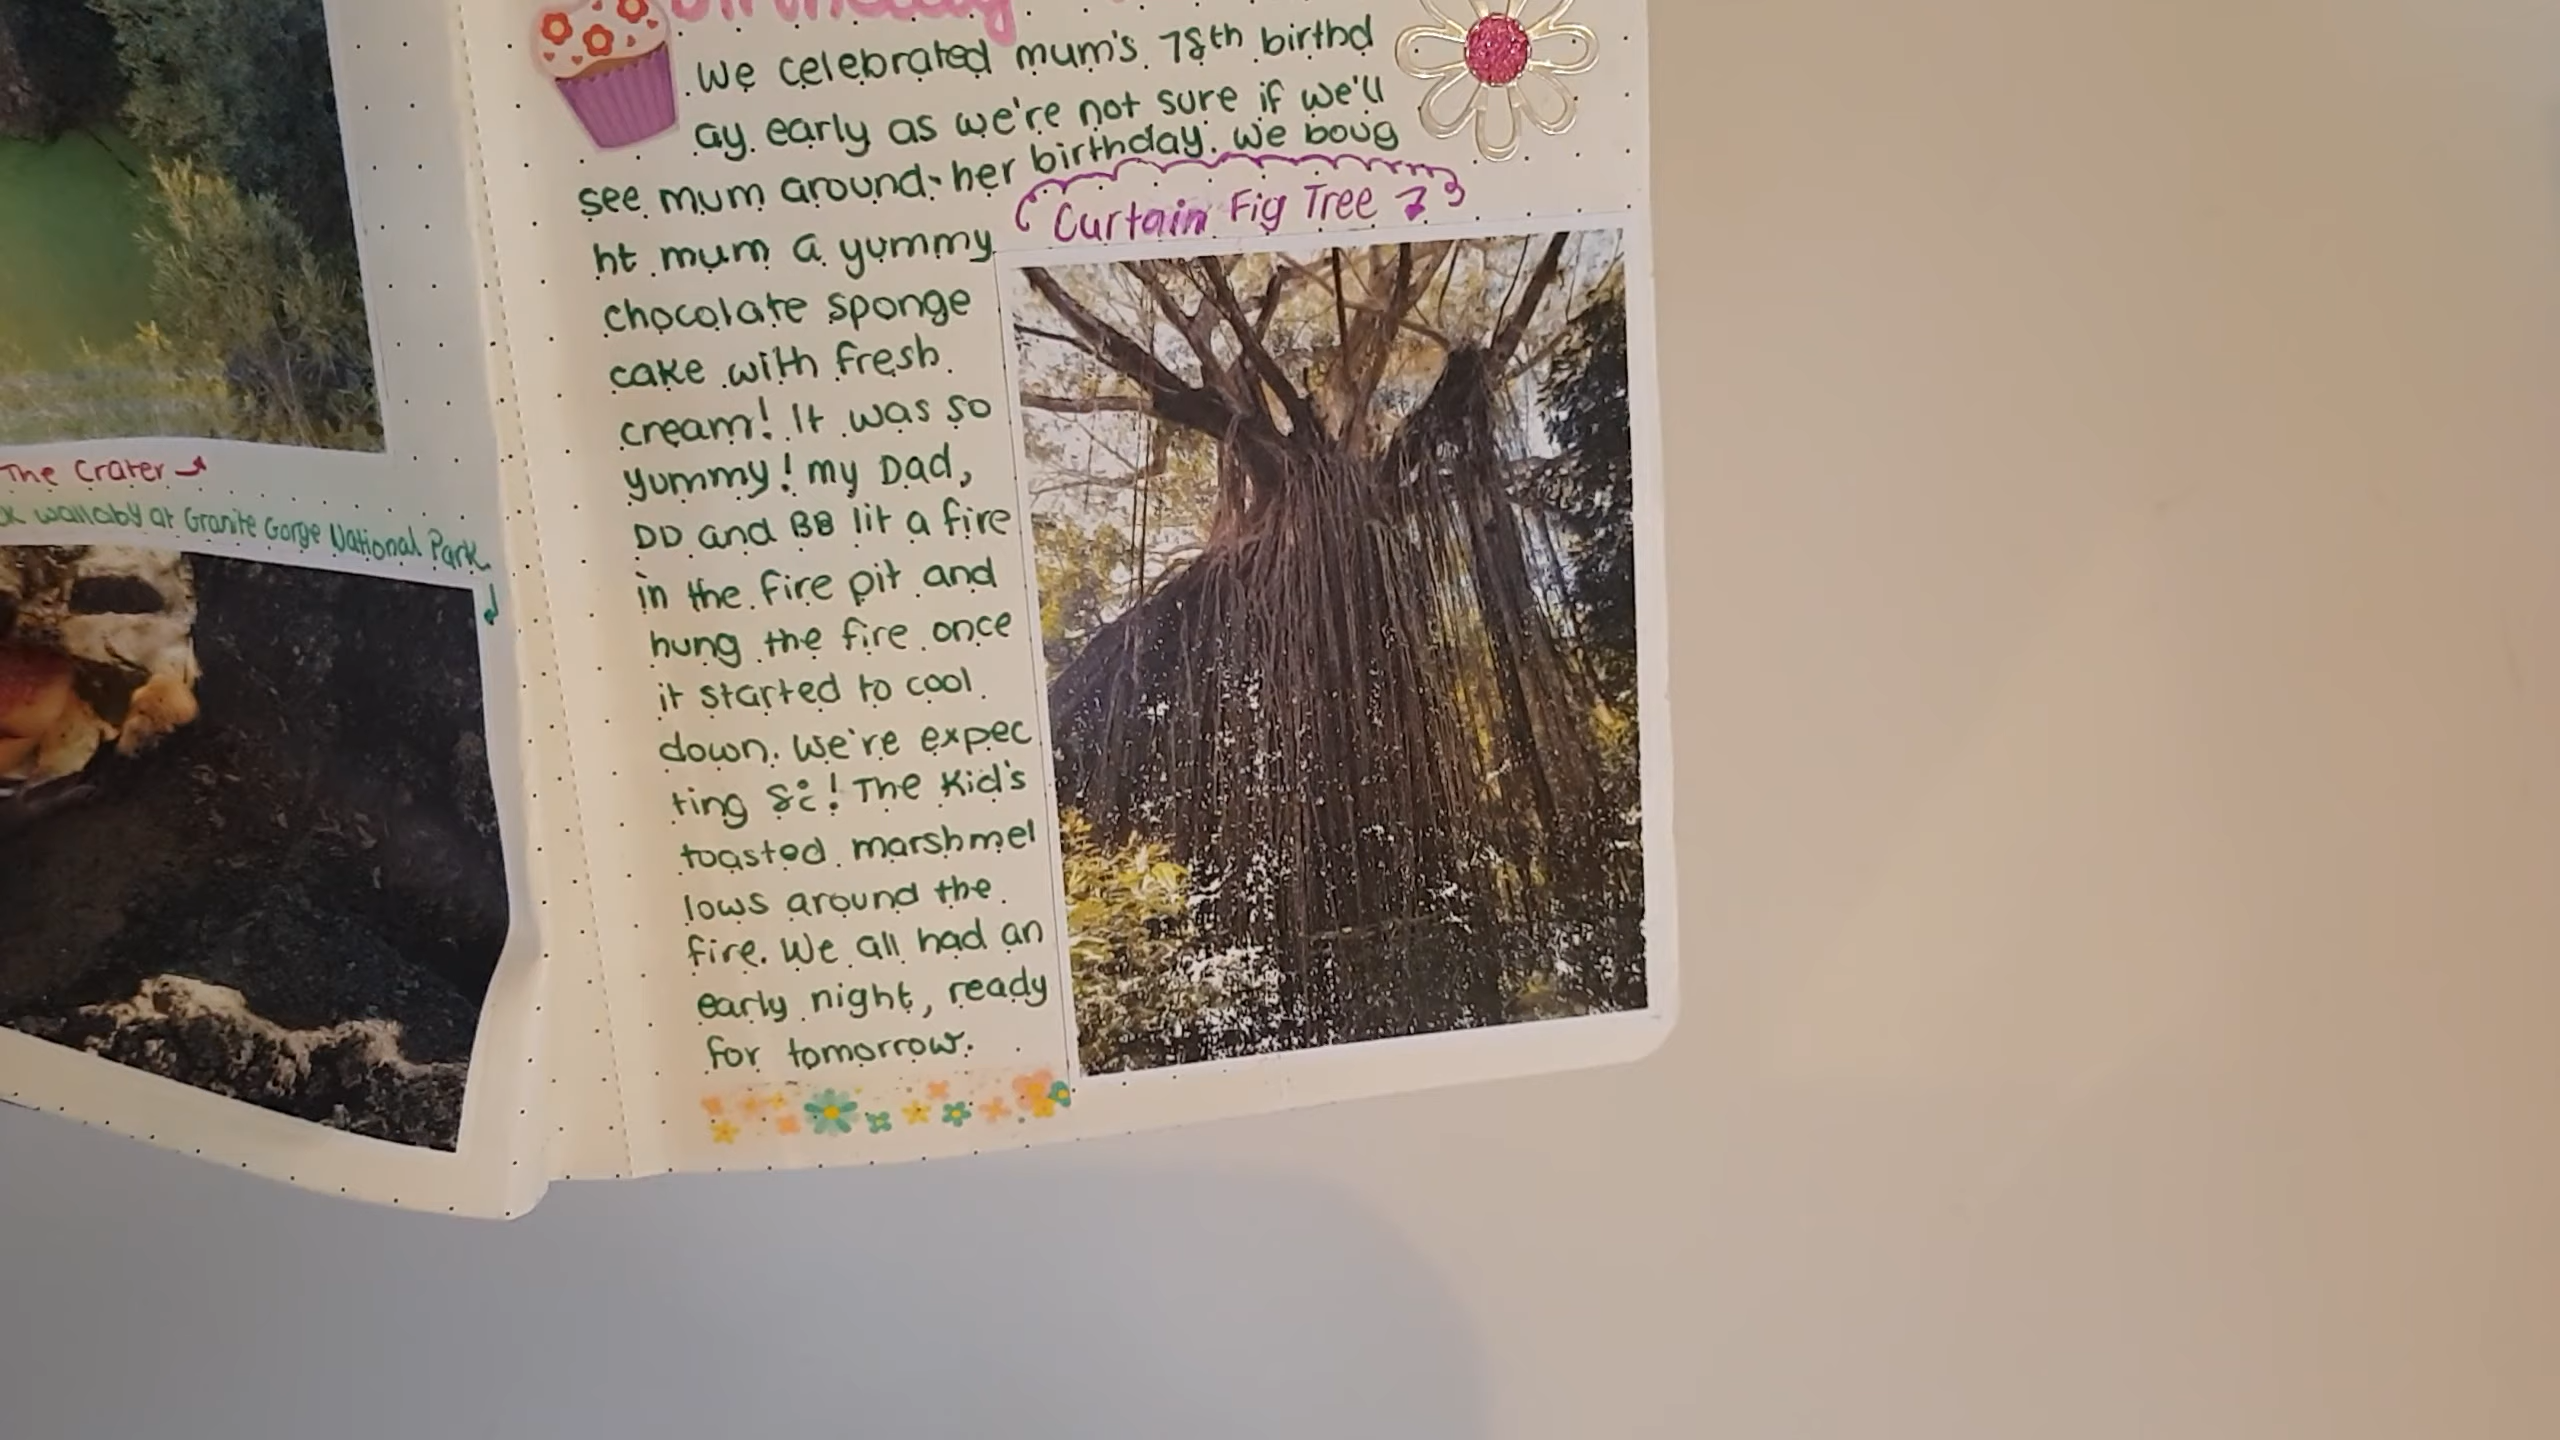 The Crater
wallaby at Granite Gorge National Park
Birthday
We celebrated mum's 78th birthd
ay early as we're not sure if we'll
see mum around her birthday. We boug
Curtain Fig Tree
ht mum a yummy
chocolate sponge
cake with fresh
cream! It was so
yummy! my Dad,
DD and BB lit a fire
in the fire pit and
hung the fire once
it started to cool
down. We're expec
ting 8°c! The Kid's
toasted marshmel
lows around the
fire. We all had an
early night, ready
for tomorrow.